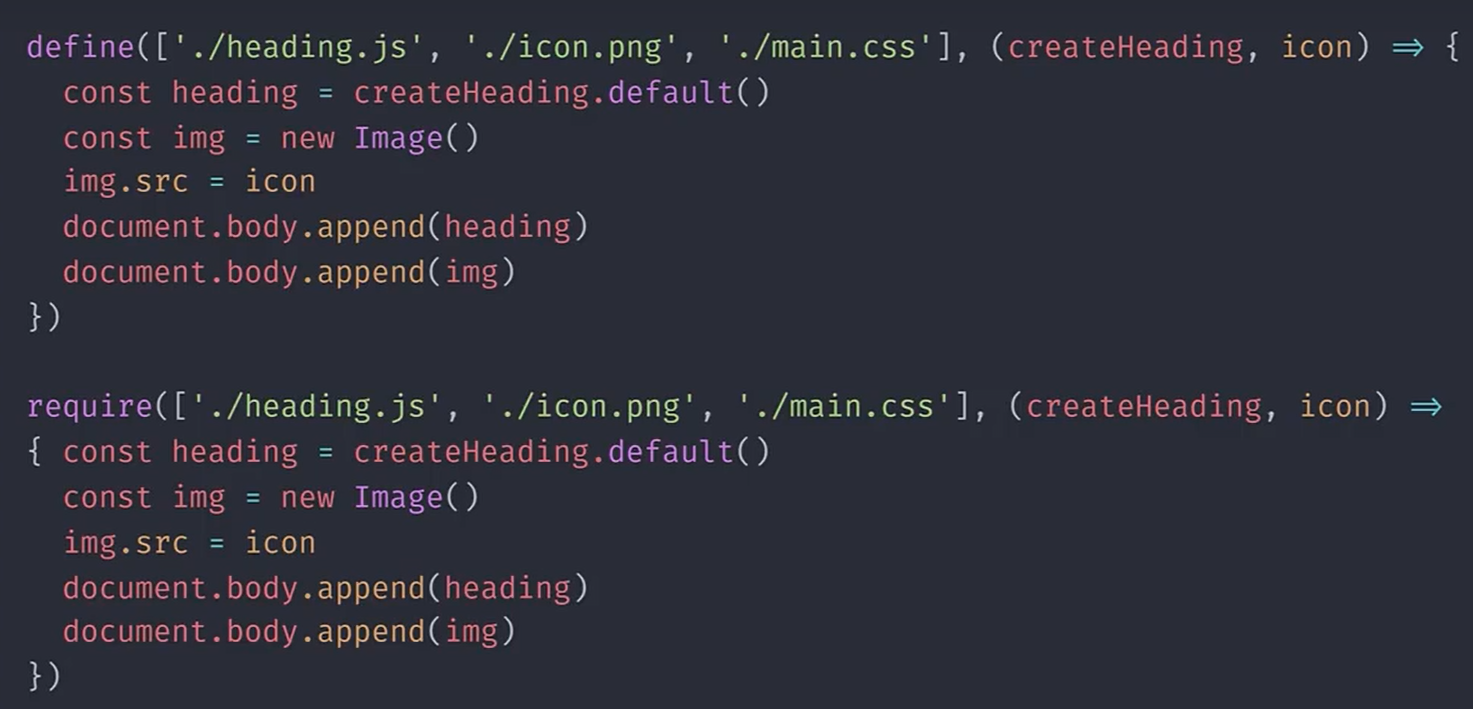 define(['./heading.js', './icon.png', './main.css'], (createHeading, icon) => {
  const heading = createHeading.default()
  const img = new Image()
  img.src = icon
  document.body.append(heading)
  document.body.append(img)
})

require(['./heading.js', './icon.png', './main.css'], (createHeading, icon) =>
{ const heading = createHeading.default()
  const img = new Image()
  img.src = icon
  document.body.append(heading)
  document.body.append(img)
})